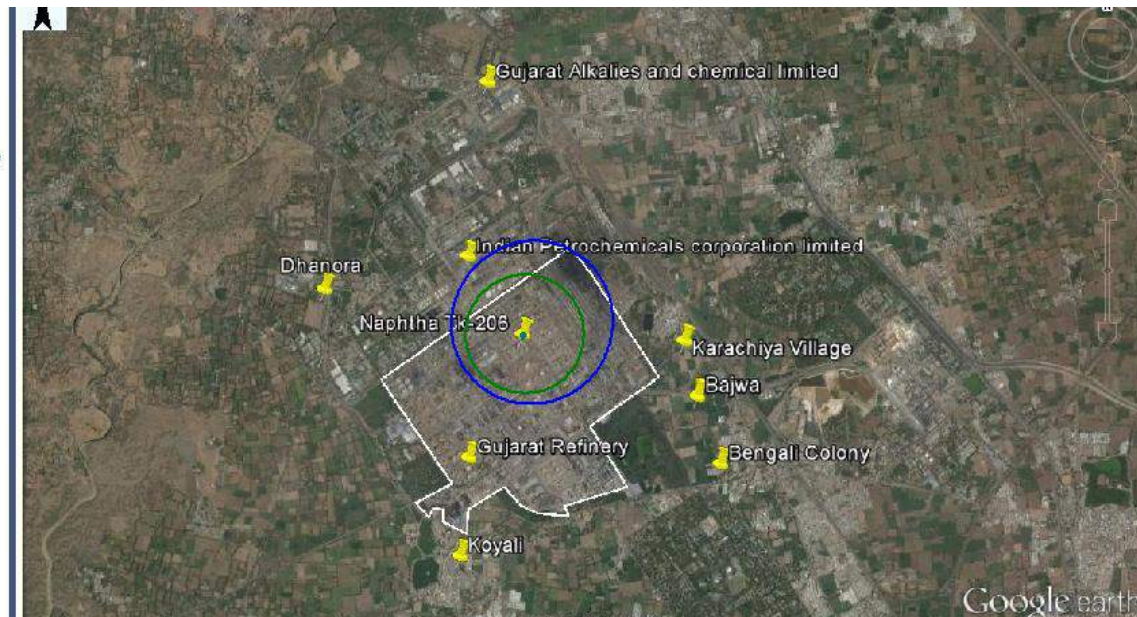 Gujarat Alkalies and chemical limited
Indian Petrochemicals corporation limited
Dhanora
Naphtha Tk-206
Karachiya Village
Bajwa
Gujarat Refinery
Bengali Colony
Koyali
Google earth